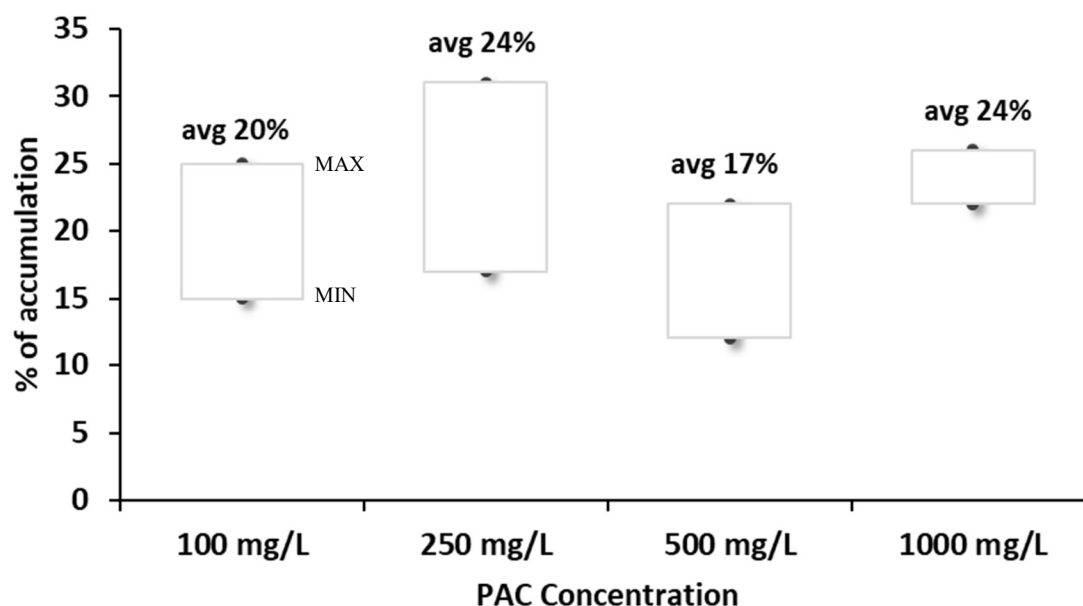 35
30
25
20
15
10
5
0
% of accumulation
avg 20%
avg 24%
avg 17%
avg 24%
MAX
MIN
100 mg/L
250 mg/L
500 mg/L
1000 mg/L
PAC Concentration